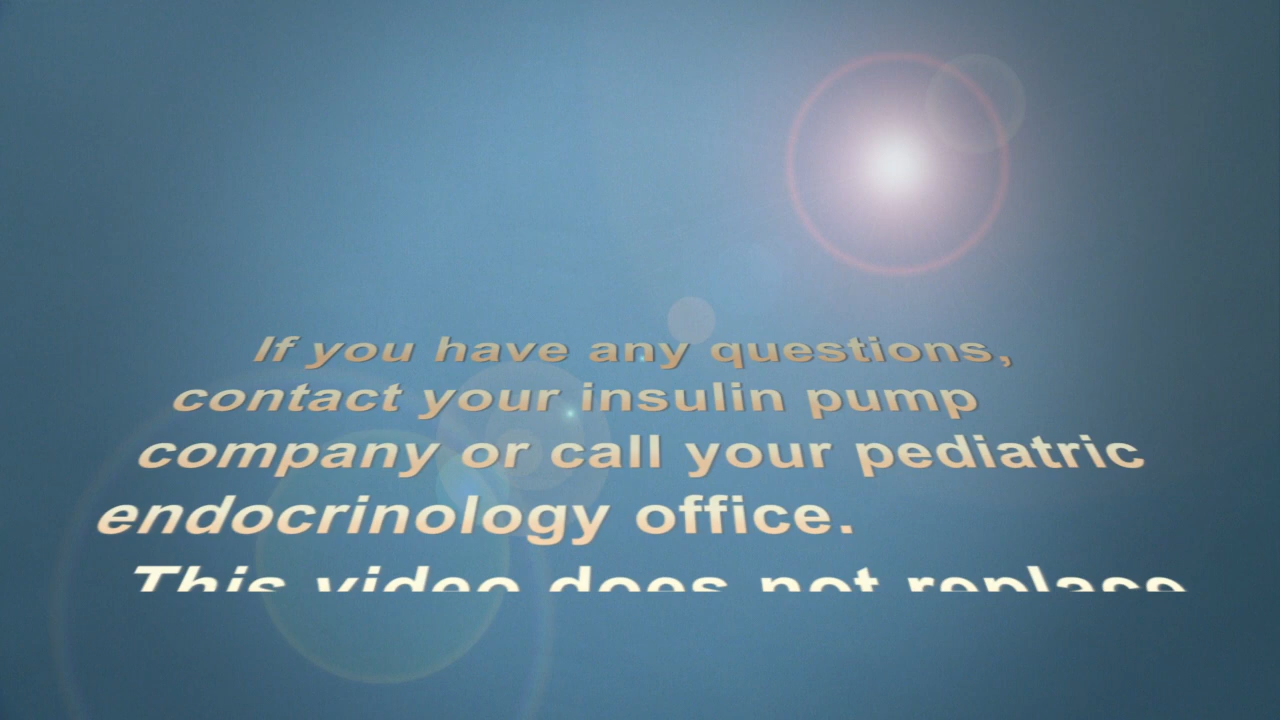 If you have any questions,
contact your insulin pump
company or call your pediatric
endocrinology office.
This video does not replace